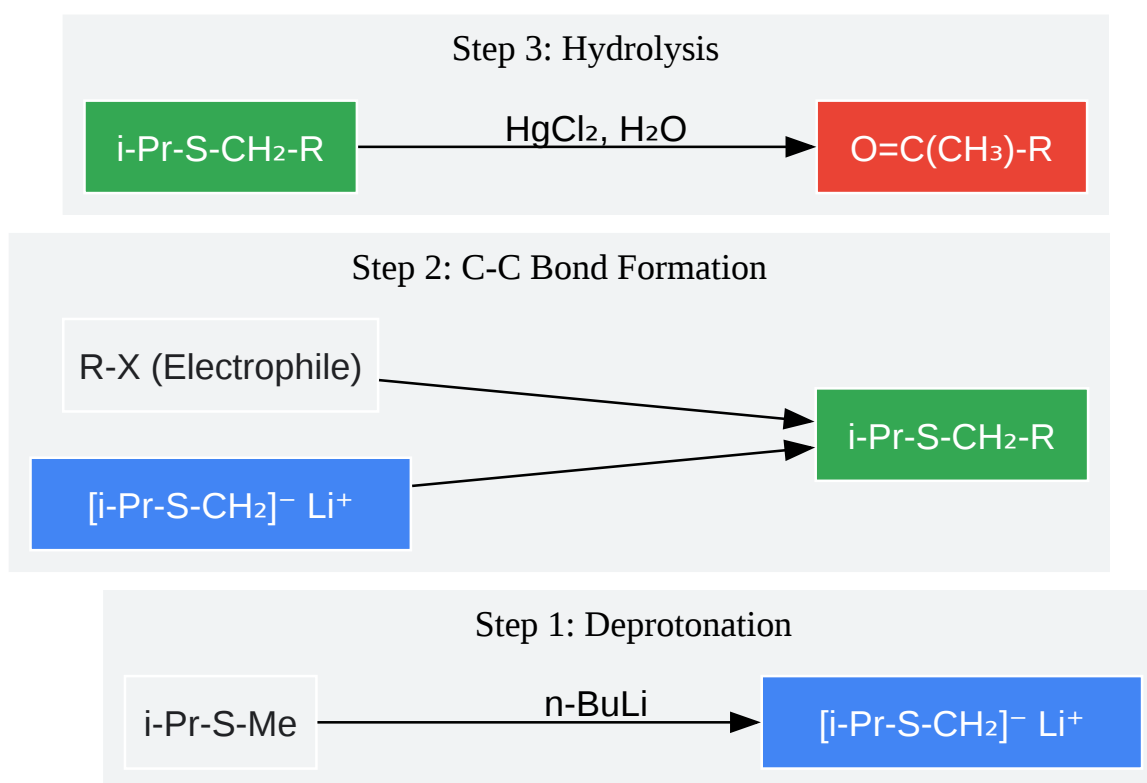 Step 3: Hydrolysis
i-Pr-S-CH₂-R
HgCl₂, H₂O
O=C(CH₃)-R
Step 2: C-C Bond Formation
R-X (Electrophile)
i-Pr-S-CH₂-R
[i-Pr-S-CH₂]⁻ Li⁺
Step 1: Deprotonation
i-Pr-S-Me
n-BuLi
[i-Pr-S-CH₂]⁻ Li⁺